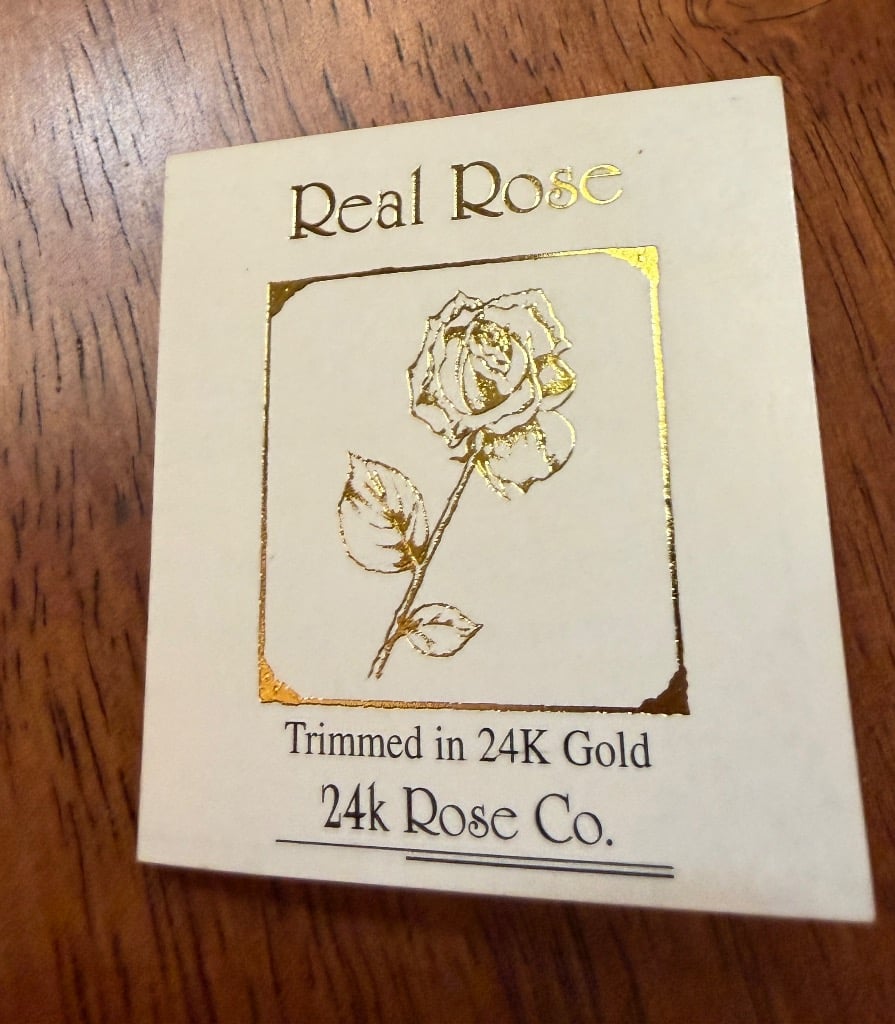 Real Rose
Trimmed in 24K Gold
24k Rose Co.